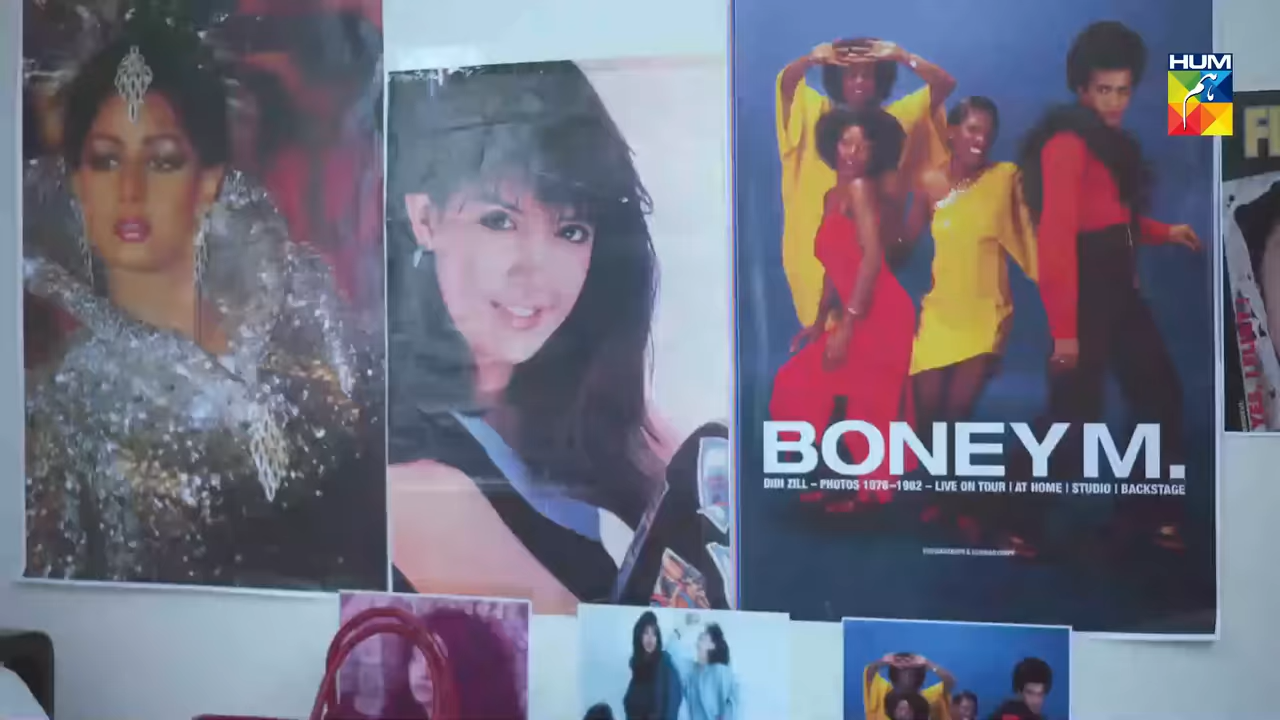 HUM
BONEY M.
DIDI ZILL – PHOTOS 1976–1982 – LIVE ON TOUR | AT HOME | STUDIO | BACKSTAGE